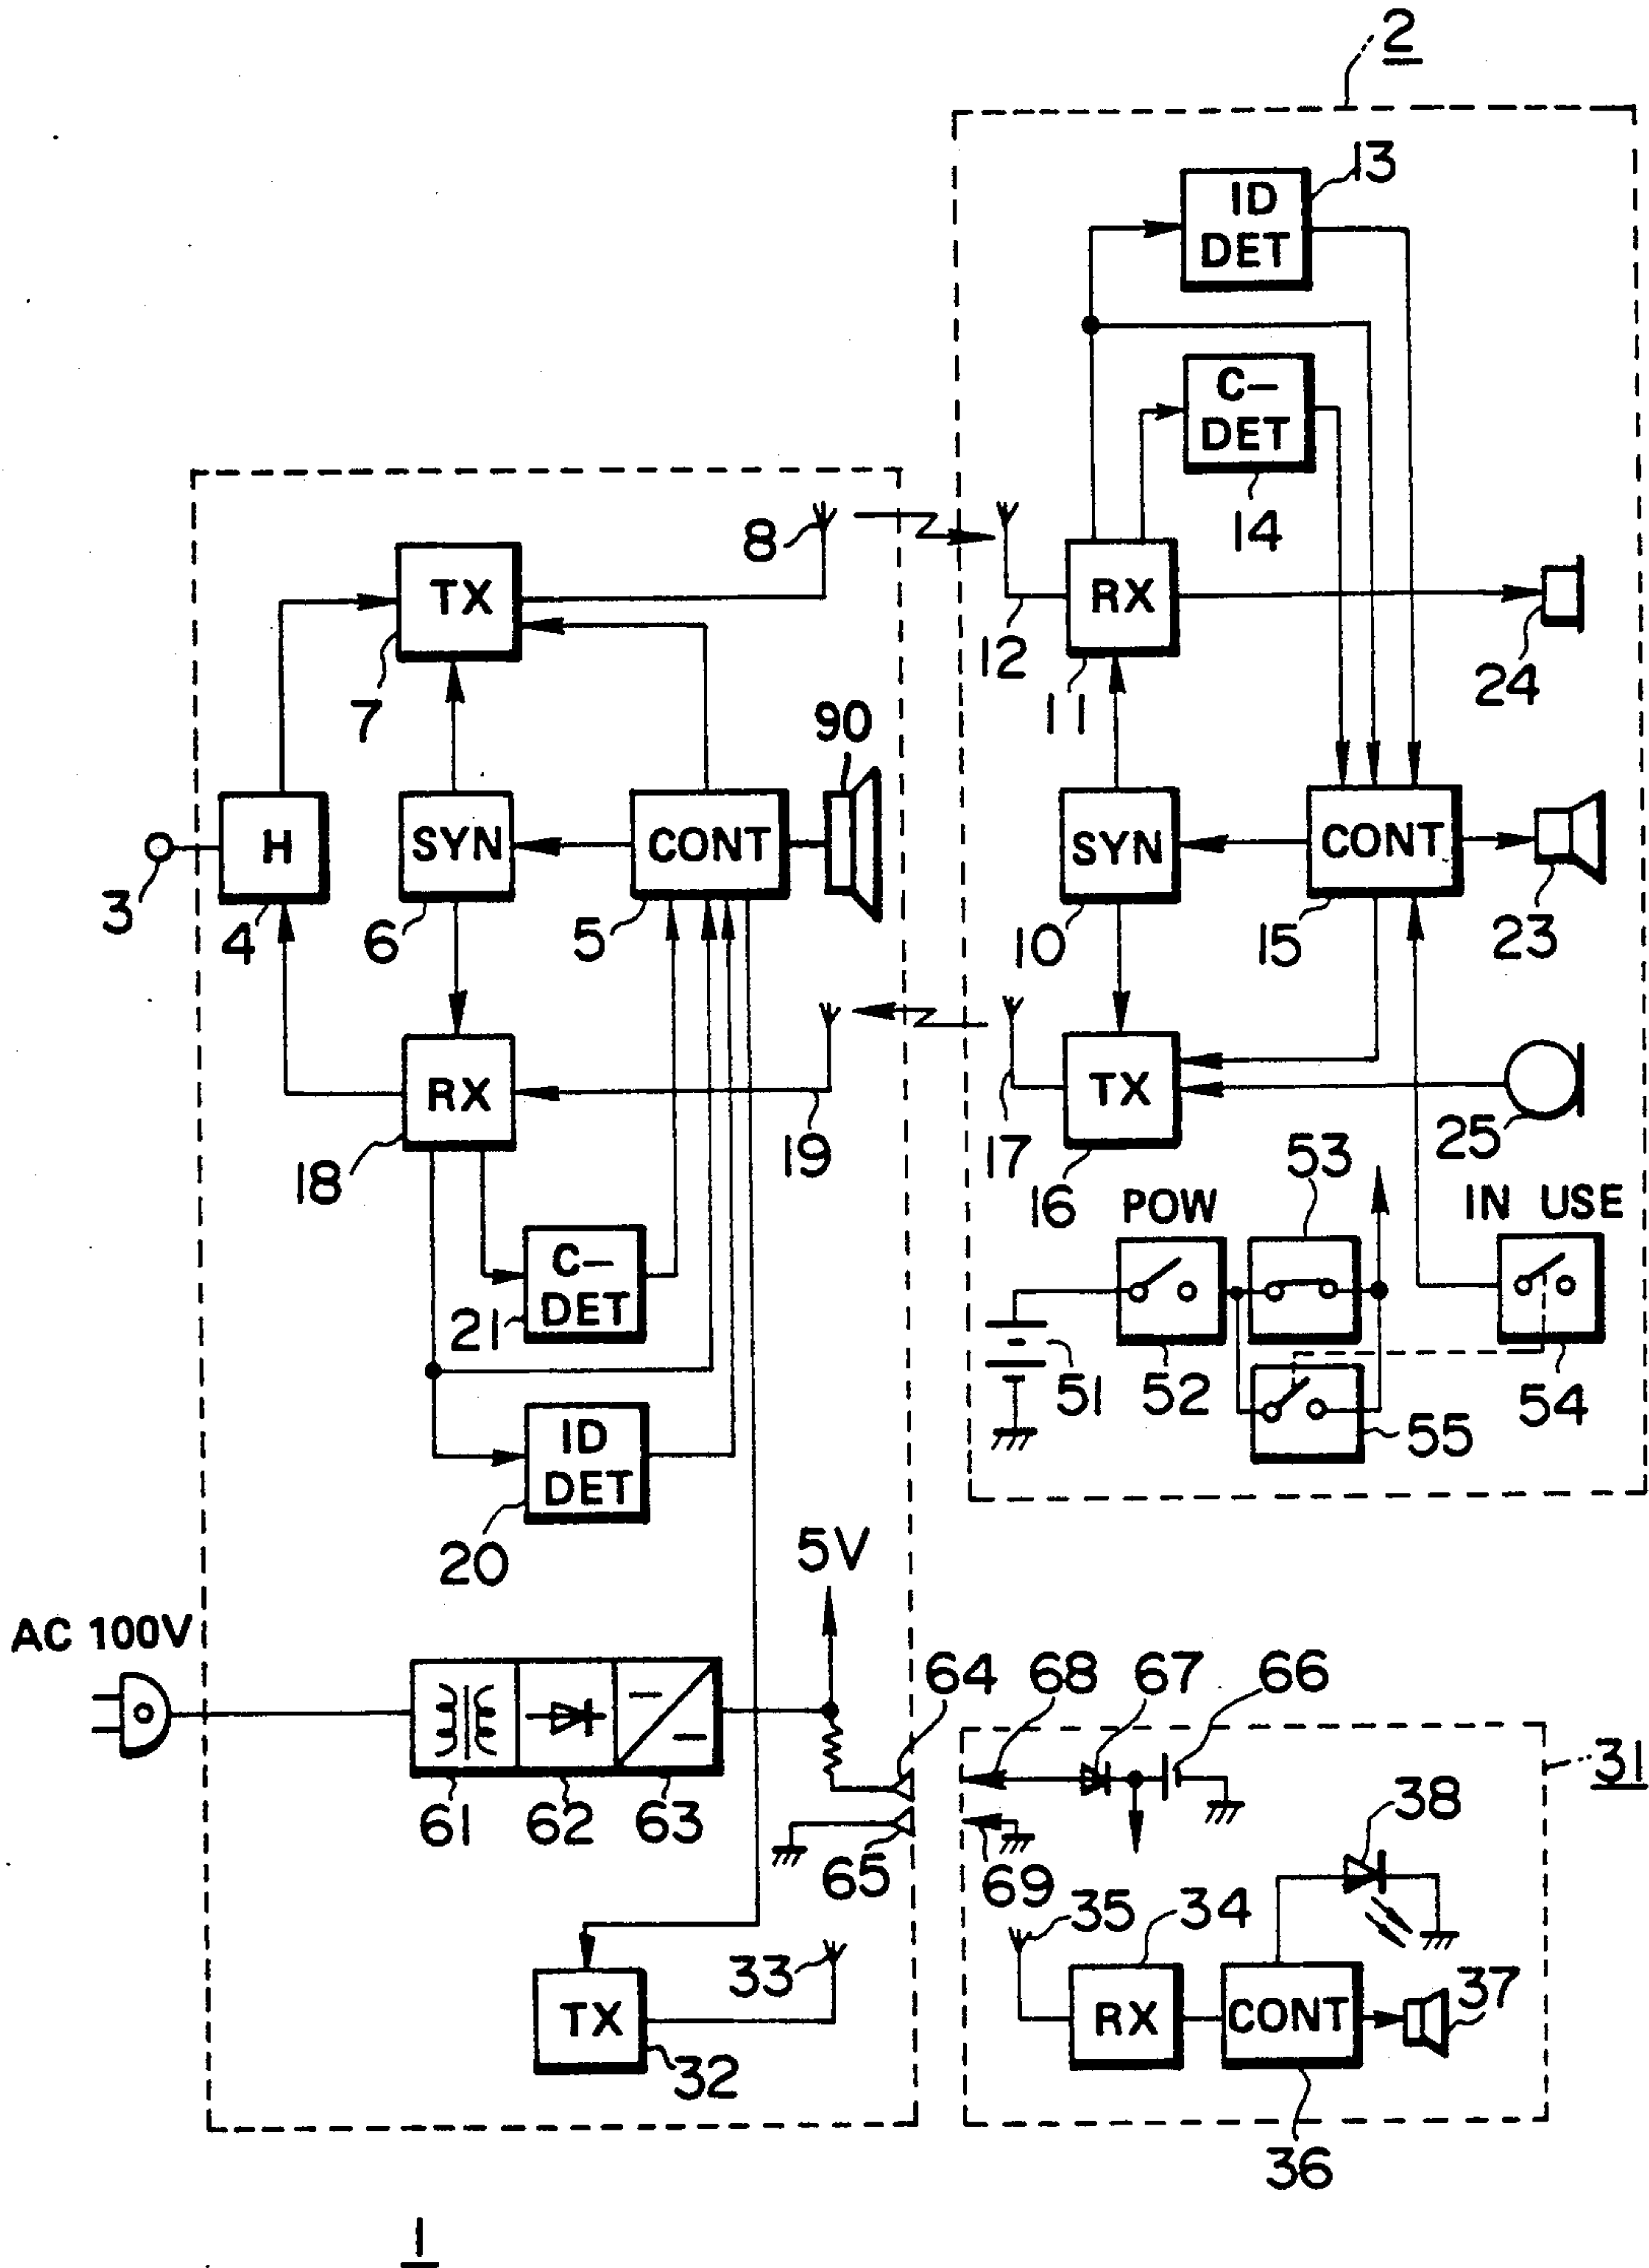 2
13
ID
DET
C-
DET
14
8
TX
7
RX
12
11
24
90
H
3
4
SYN
6
CONT
5
SYN
10
CONT
15
23
RX
18
19
17
TX
16
25
C-
DET
21
POW
53
IN USE
51
52
54
55
ID
DET
20
5V
AC 100V
64
68
67
66
31
61
62
63
65
69
38
35
34
33
TX
32
RX
CONT
37
36
1